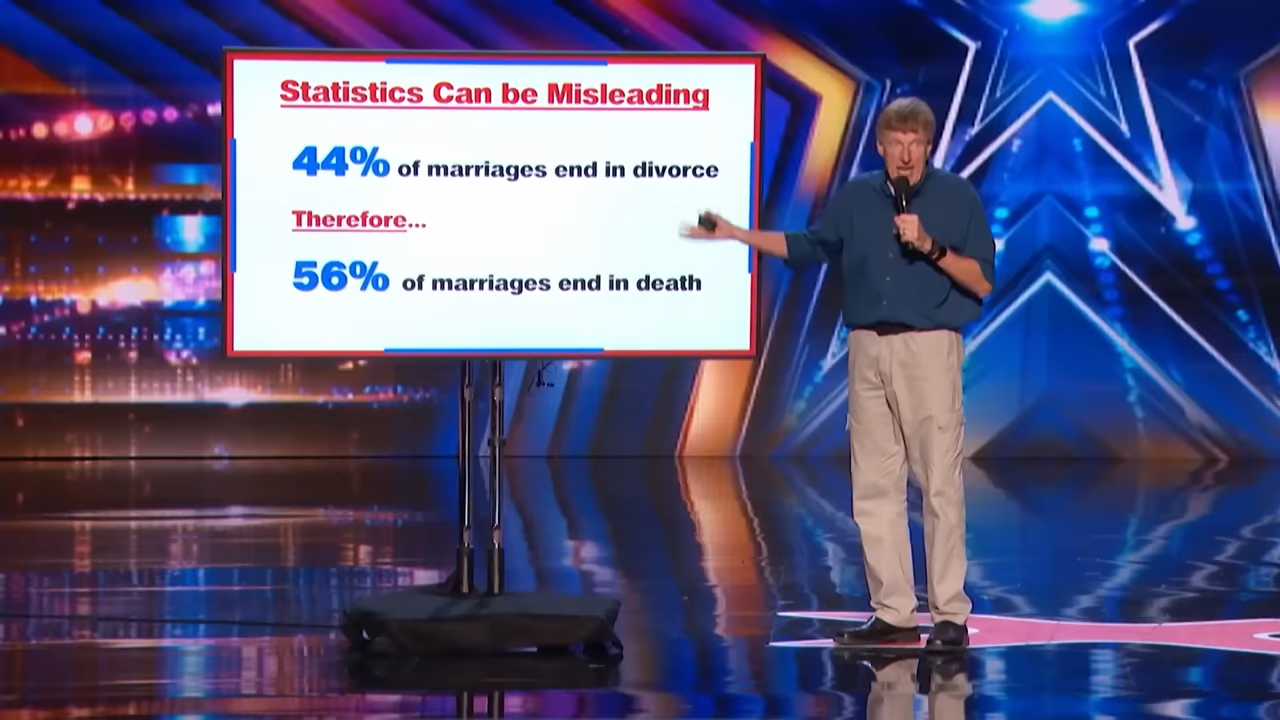 Statistics Can be Misleading
44% of marriages end in divorce
Therefore...
56% of marriages end in death